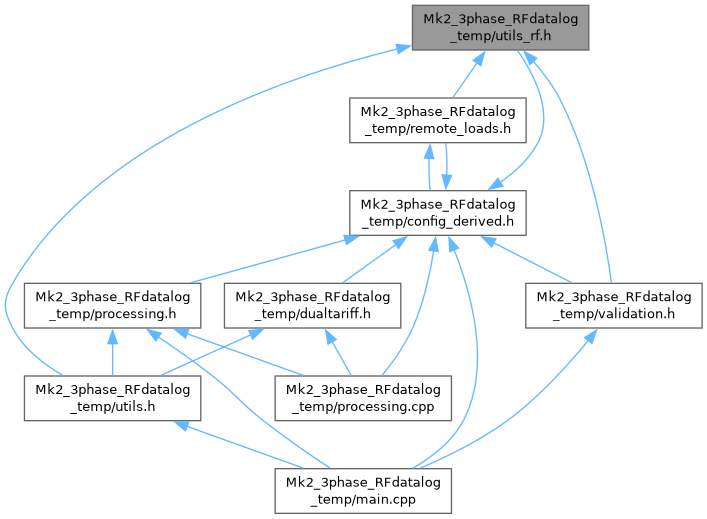 Mk2_3phase_RFdatalog
_temp/utils_rf.h
Mk2_3phase_RFdatalog
_temp/remote_loads.h
Mk2_3phase_RFdatalog
_temp/config_derived.h
Mk2_3phase_RFdatalog
_temp/processing.h
Mk2_3phase_RFdatalog
_temp/dualtariff.h
Mk2_3phase_RFdatalog
_temp/validation.h
Mk2_3phase_RFdatalog
_temp/utils.h
Mk2_3phase_RFdatalog
_temp/processing.cpp
Mk2_3phase_RFdatalog
_temp/main.cpp